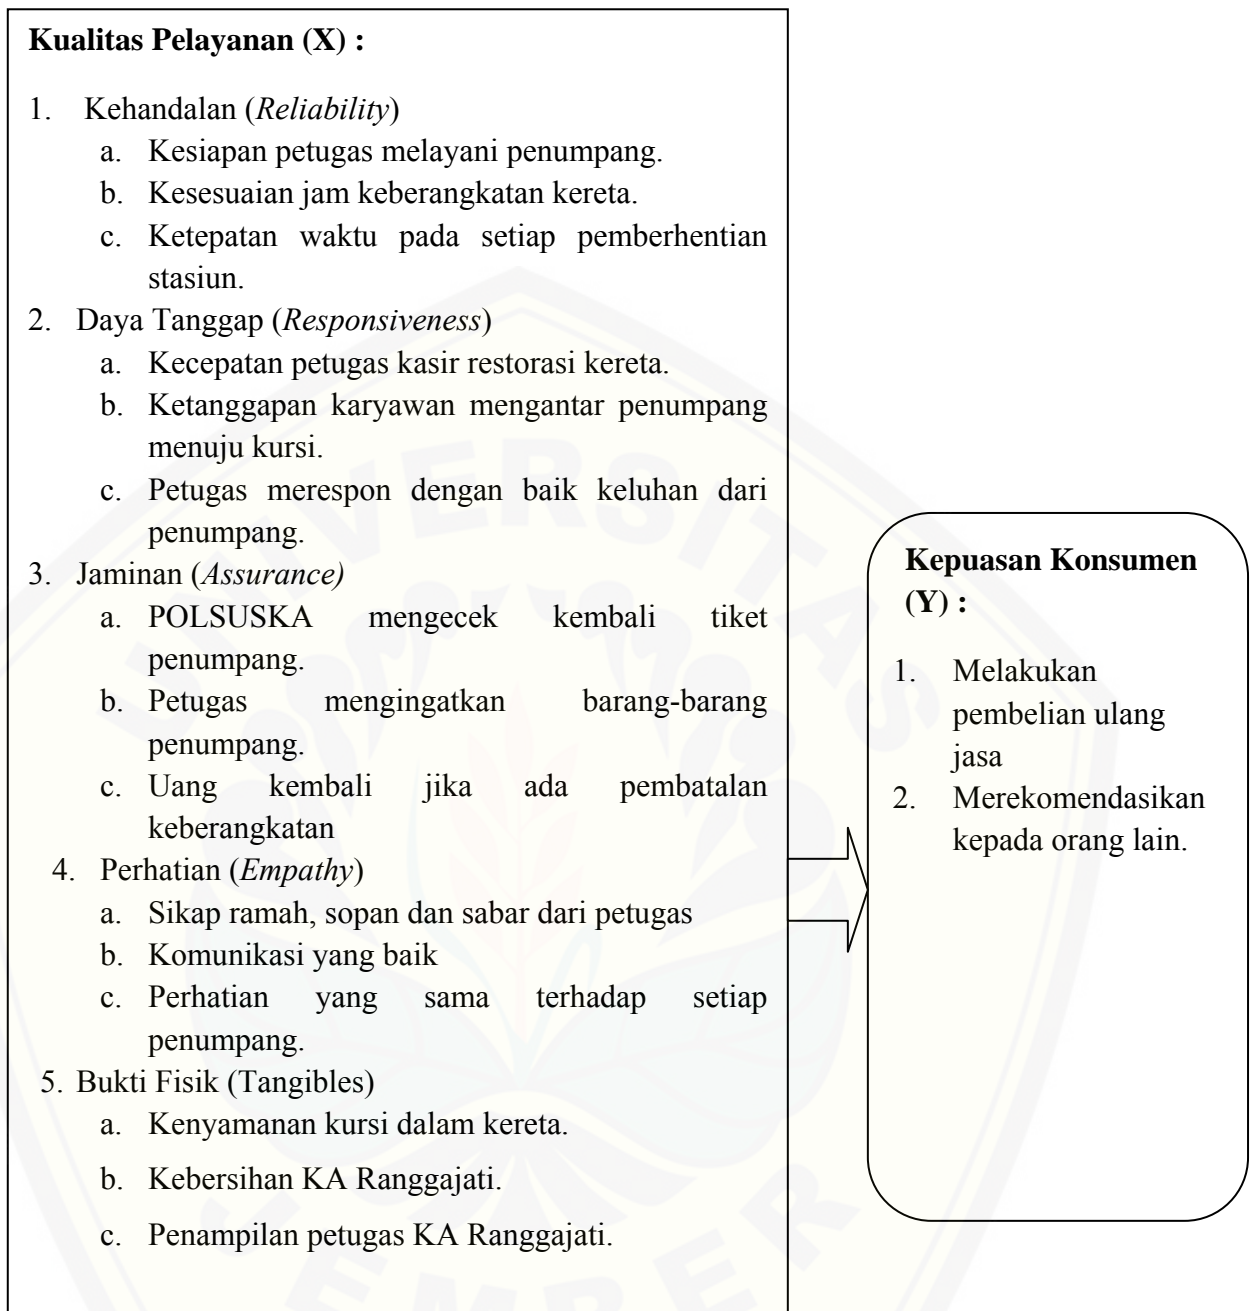 Kualitas Pelayanan (X) :
1. Kehandalan (Reliability)
a. Kesiapan petugas melayani penumpang.
b. Kesesuaian jam keberangkatan kereta.
c. Ketepatan waktu pada setiap pemberhentian
stasiun.
2. Daya Tanggap (Responsiveness)
a. Kecepatan petugas kasir restorasi kereta.
b. Ketanggapan karyawan mengantar penumpang
menuju kursi.
c. Petugas merespon dengan baik keluhan dari
penumpang.
3. Jaminan (Assurance)
a. POLSUSKA mengecek kembali tiket
penumpang.
b. Petugas mengingatkan barang-barang
penumpang.
c. Uang kembali jika ada pembatalan
keberangkatan
4. Perhatian (Empathy)
a. Sikap ramah, sopan dan sabar dari petugas
b. Komunikasi yang baik
c. Perhatian yang sama terhadap setiap
penumpang.
5. Bukti Fisik (Tangibles)
a. Kenyamanan kursi dalam kereta.
b. Kebersihan KA Ranggajati.
c. Penampilan petugas KA Ranggajati.
Kepuasan Konsumen
(Y) :
1. Melakukan
pembelian ulang
jasa
2. Merekomendasikan
kepada orang lain.
UNIVERSITAS
JEMBER